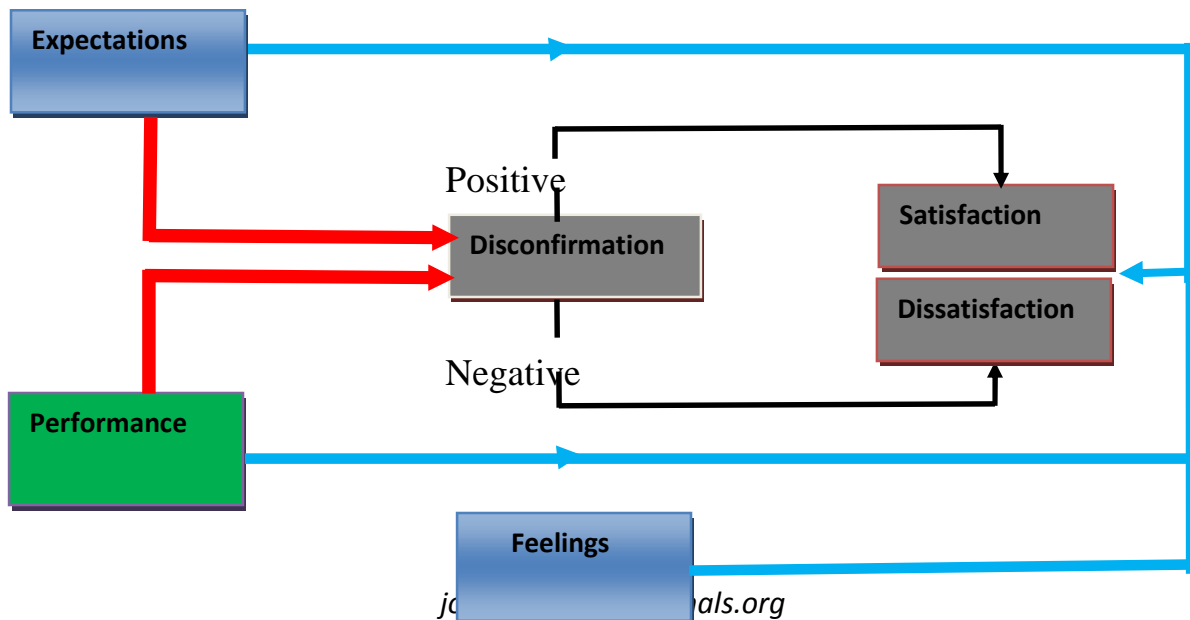 Expectations
Positive
Satisfaction
Disconfirmation
Dissatisfaction
Negative
Performance
Feelings